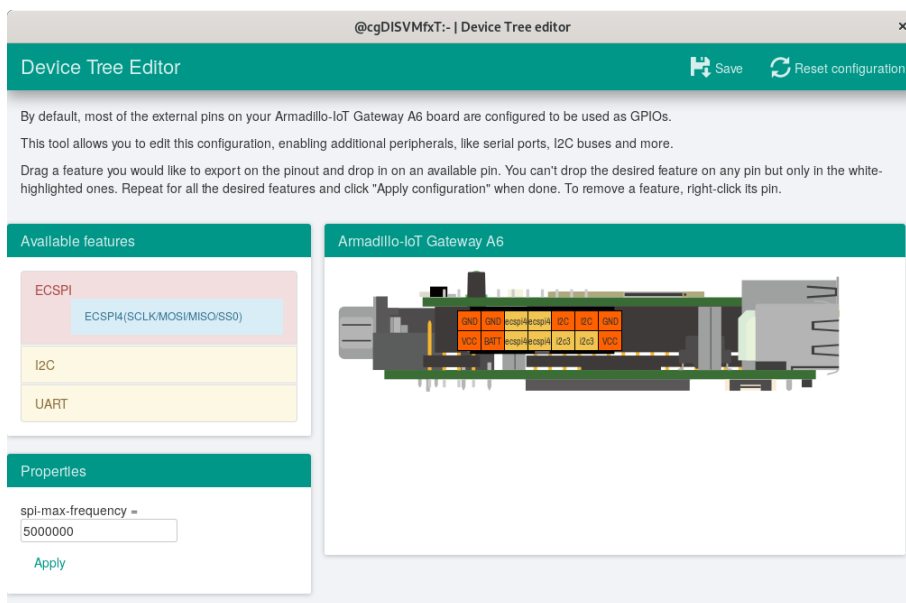 @cgDISVMfxT:~ | Device Tree editor
×
Device Tree Editor
Save
Reset configuration
By default, most of the external pins on your Armadillo-IoT Gateway A6 board are configured to be used as GPIOs.
This tool allows you to edit this configuration, enabling additional peripherals, like serial ports, I2C buses and more.
Drag a feature you would like to export on the pinout and drop in on an available pin. You can't drop the desired feature on any pin but only in the white-
highlighted ones. Repeat for all the desired features and click "Apply configuration" when done. To remove a feature, right-click its pin.
Available features
ECSPI
ECSPI4(SCLK/MOSI/MISO/SS0)
I2C
UART
Properties
spi-max-frequency =
5000000
Apply
Armadillo-IoT Gateway A6
GND GND ecspi4 ecspi4 I2C I2C GND
VCC BATT ecspi4 ecspi4 i2c3 i2c3 VCC